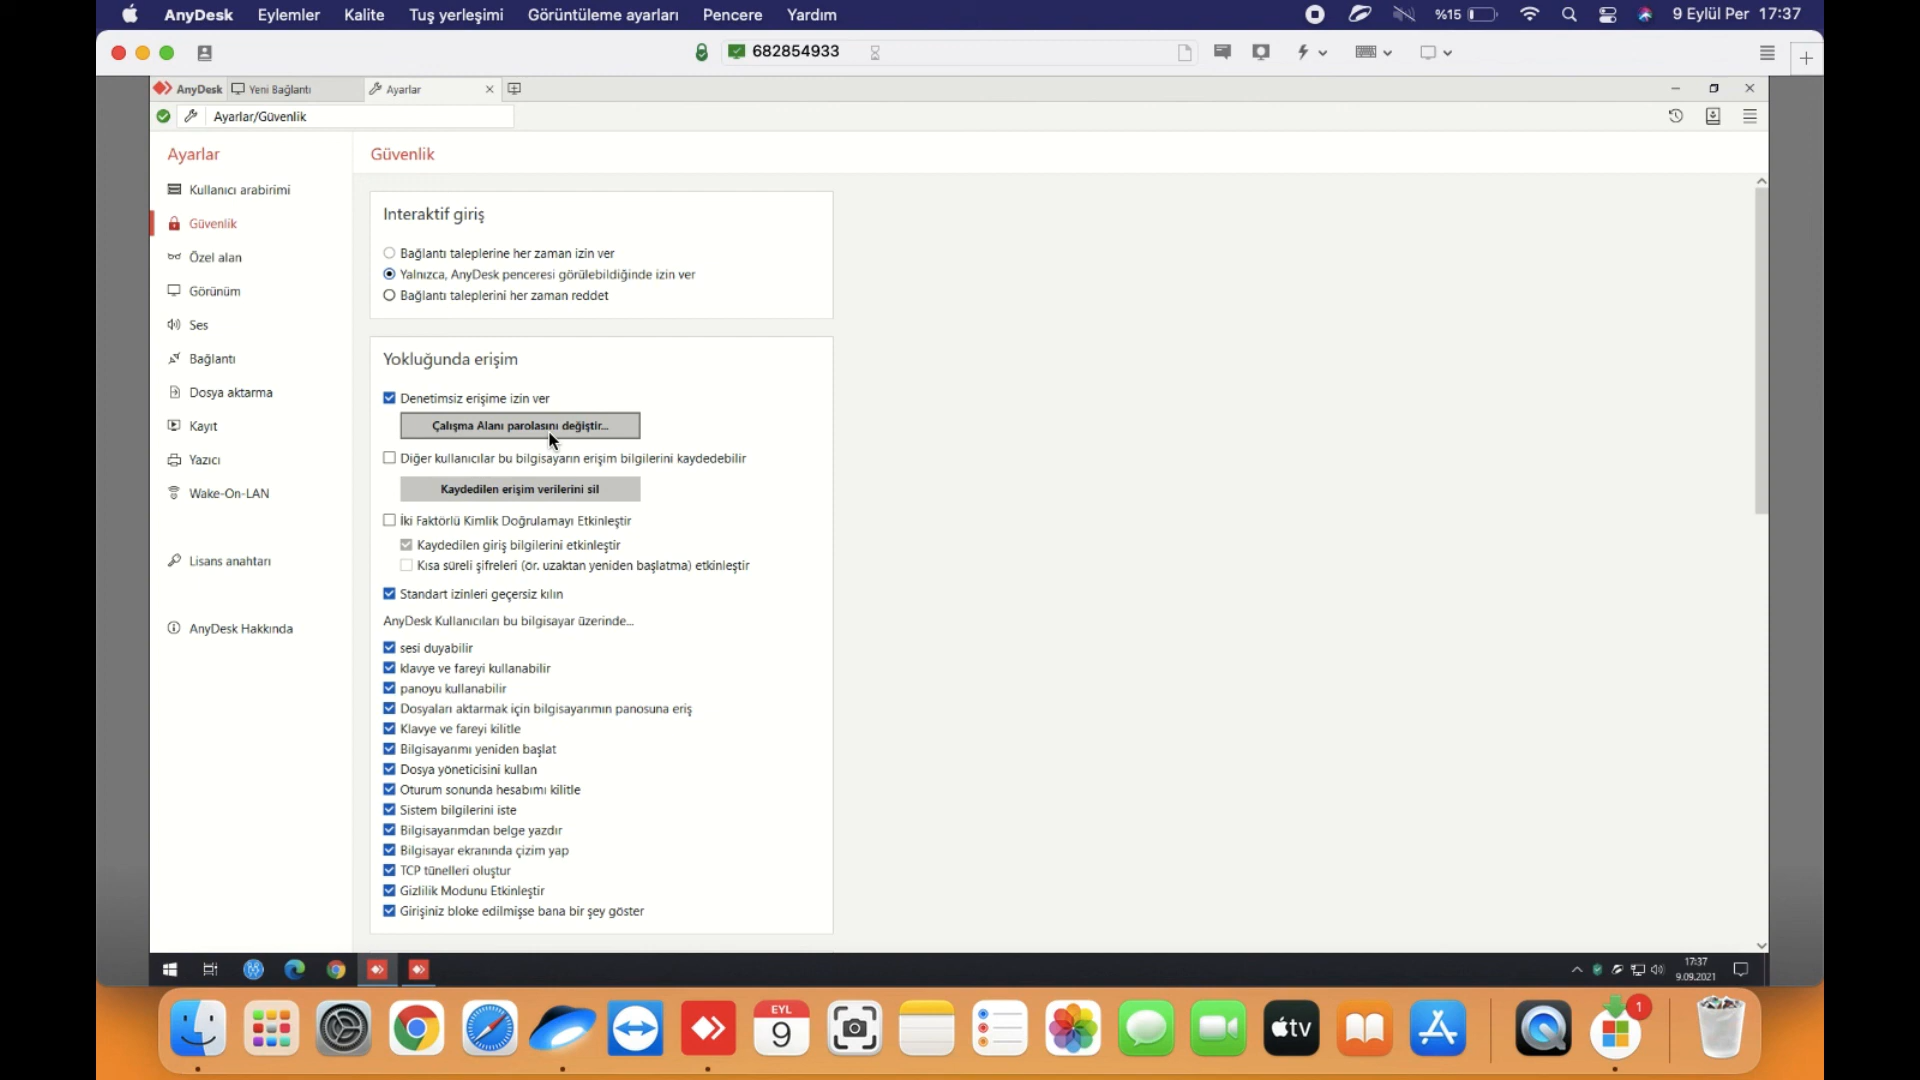 AnyDesk Eylemler Kalite Tuş yerleşimi Görüntüleme ayarları Pencere Yardım %15 9 Eylül Per 17:37
682854933
AnyDesk Yeni Bağlantı Ayarlar
Ayarlar/Güvenlik
Ayarlar
Kullanıcı arabirimi
Güvenlik
Özel alan
Görünüm
Ses
Bağlantı
Dosya aktarma
Kayıt
Yazıcı
Wake-On-LAN
Lisans anahtarı
AnyDesk Hakkında
Güvenlik
Interaktif giriş
Bağlantı taleplerine her zaman izin ver
Yalnızca, AnyDesk penceresi görülebildiğinde izin ver
Bağlantı taleplerini her zaman reddet
Yokluğunda erişim
Denetimsiz erişime izin ver
Çalışma Alanı parolasını değiştir...
Diğer kullanıcılar bu bilgisayarın erişim bilgilerini kaydedebilir
Kaydedilen erişim verilerini sil
İki Faktörlü Kimlik Doğrulamayı Etkinleştir
Kaydedilen giriş bilgilerini etkinleştir
Kısa süreli şifreleri (ör. uzaktan yeniden başlatma) etkinleştir
Standart izinleri geçersiz kılın
AnyDesk Kullanıcıları bu bilgisayar üzerinde...
sesi duyabilir
klavye ve fareyi kullanabilir
panoyu kullanabilir
Dosyaları aktarmak için bilgisayarımın panosuna eriş
Klavye ve fareyi kilitle
Bilgisayarımı yeniden başlat
Dosya yöneticisini kullan
Oturum sonunda hesabımı kilitle
Sistem bilgilerini iste
Bilgisayarımdan belge yazdır
Bilgisayar ekranında çizim yap
TCP tünelleri oluştur
Gizlilik Modunu Etkinleştir
Girişiniz bloke edilmişse bana bir şey göster
17:37
9.09.2021
EYL
9
tv
1